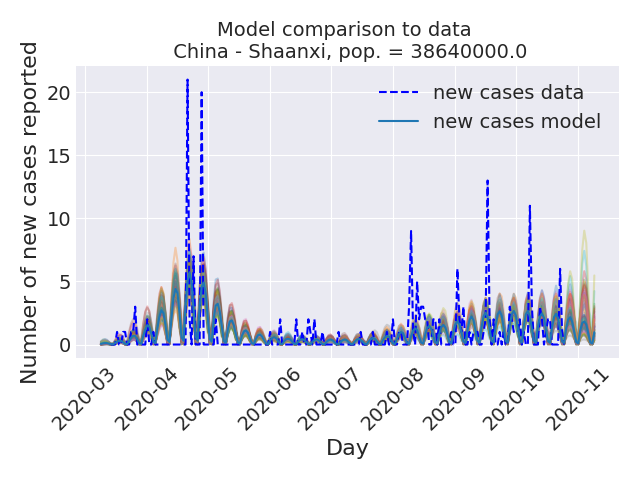 Model comparison to data
China - Shaanxi, pop. = 38640000.0
Number of new cases reported
20
15
10
5
0
new cases data
new cases model
2020-03
2020-04
2020-05
2020-06
2020-07
2020-08
2020-09
2020-10
2020-11
Day